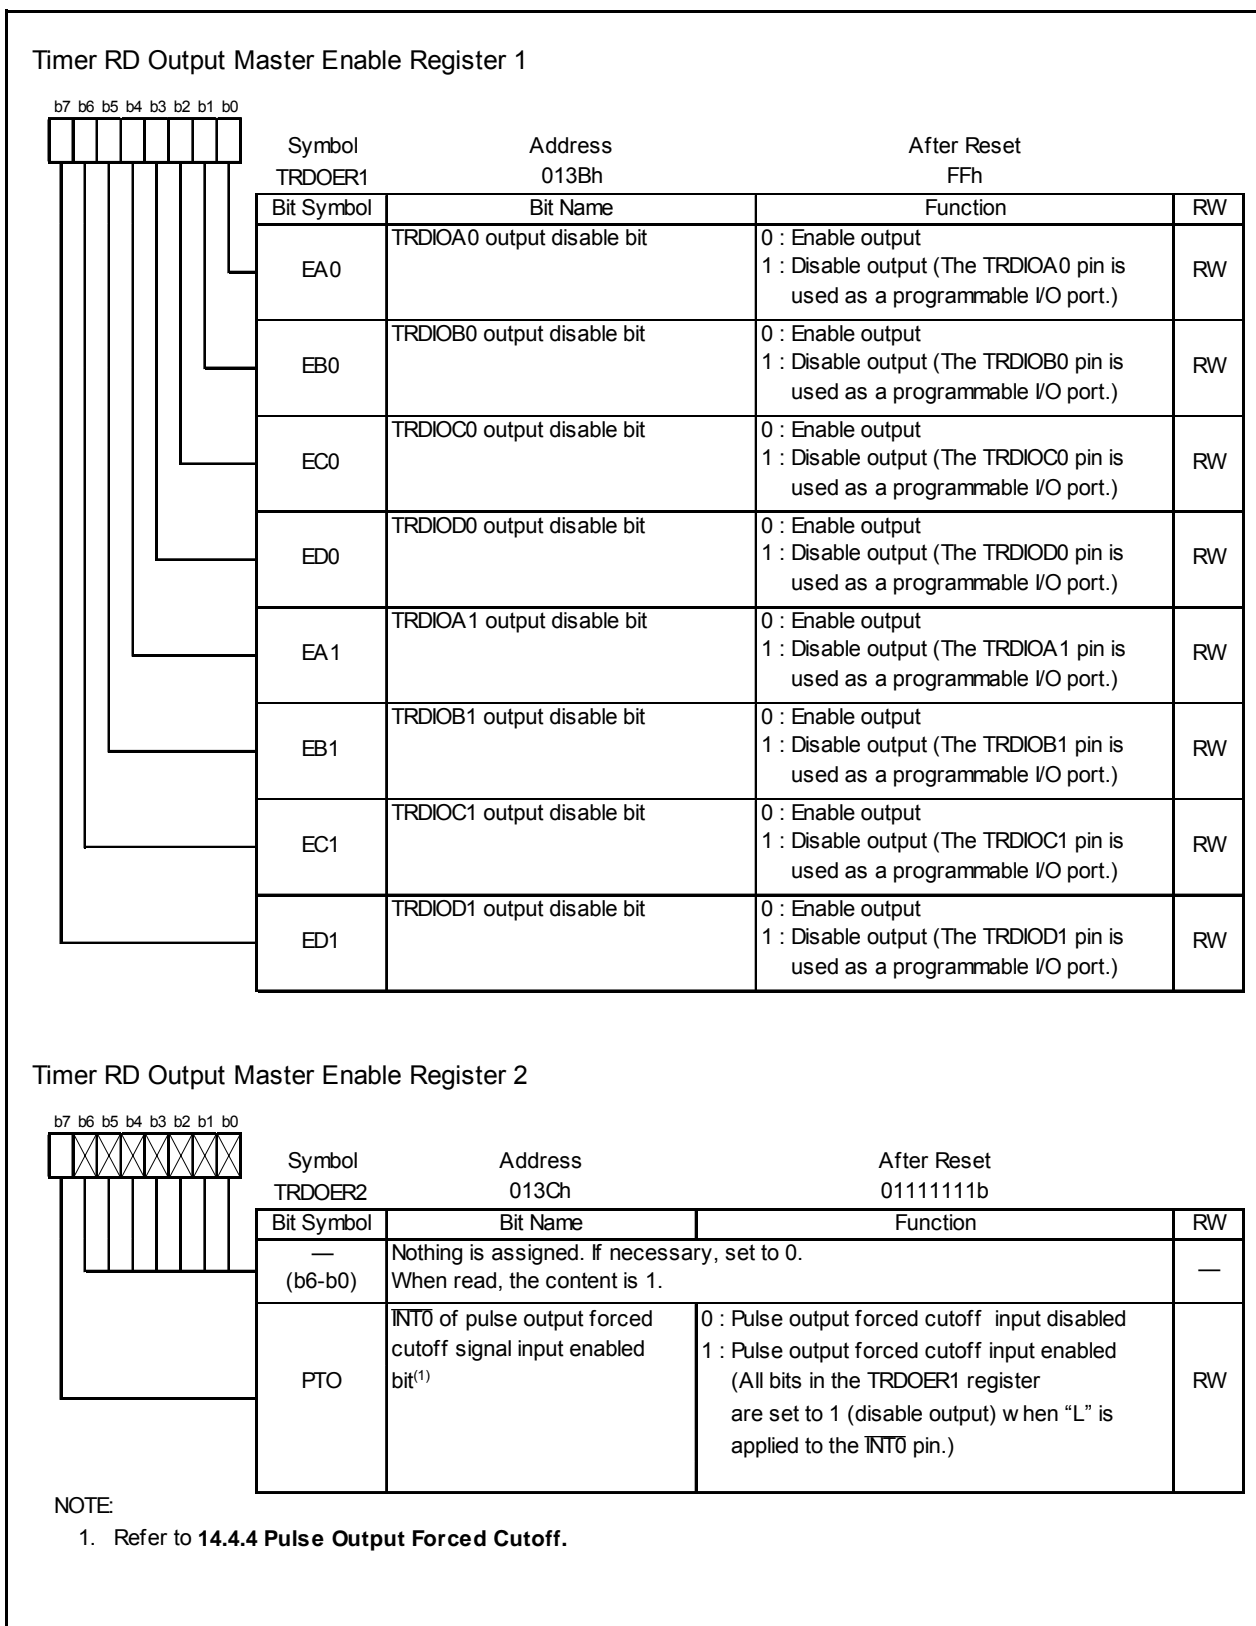 Timer RD Output Master Enable Register 1
b7 b6 b5 b4 b3 b2 b1 b0
Symbol Address After Reset
TRDOER1 013Bh FFh
Bit Symbol Bit Name Function RW
EA0 TRDIOA0 output disable bit 0 : Enable output
1 : Disable output (The TRDIOA0 pin is
used as a programmable I/O port.) RW
EB0 TRDIOB0 output disable bit 0 : Enable output
1 : Disable output (The TRDIOB0 pin is
used as a programmable I/O port.) RW
EC0 TRDIOC0 output disable bit 0 : Enable output
1 : Disable output (The TRDIOC0 pin is
used as a programmable I/O port.) RW
ED0 TRDIOD0 output disable bit 0 : Enable output
1 : Disable output (The TRDIOD0 pin is
used as a programmable I/O port.) RW
EA1 TRDIOA1 output disable bit 0 : Enable output
1 : Disable output (The TRDIOA1 pin is
used as a programmable I/O port.) RW
EB1 TRDIOB1 output disable bit 0 : Enable output
1 : Disable output (The TRDIOB1 pin is
used as a programmable I/O port.) RW
EC1 TRDIOC1 output disable bit 0 : Enable output
1 : Disable output (The TRDIOC1 pin is
used as a programmable I/O port.) RW
ED1 TRDIOD1 output disable bit 0 : Enable output
1 : Disable output (The TRDIOD1 pin is
used as a programmable I/O port.) RW
Timer RD Output Master Enable Register 2
b7 b6 b5 b4 b3 b2 b1 b0
Symbol Address After Reset
TRDOER2 013Ch 01111111b
Bit Symbol Bit Name Function RW
— Nothing is assigned. If necessary, set to 0.
(b6-b0) When read, the content is 1. —
INT0 of pulse output forced 0 : Pulse output forced cutoff input disabled
cutoff signal input enabled 1 : Pulse output forced cutoff input enabled
PTO bit(1) (All bits in the TRDOER1 register RW
are set to 1 (disable output) when “L” is
applied to the INT0 pin.)
NOTE:
1. Refer to 14.4.4 Pulse Output Forced Cutoff.